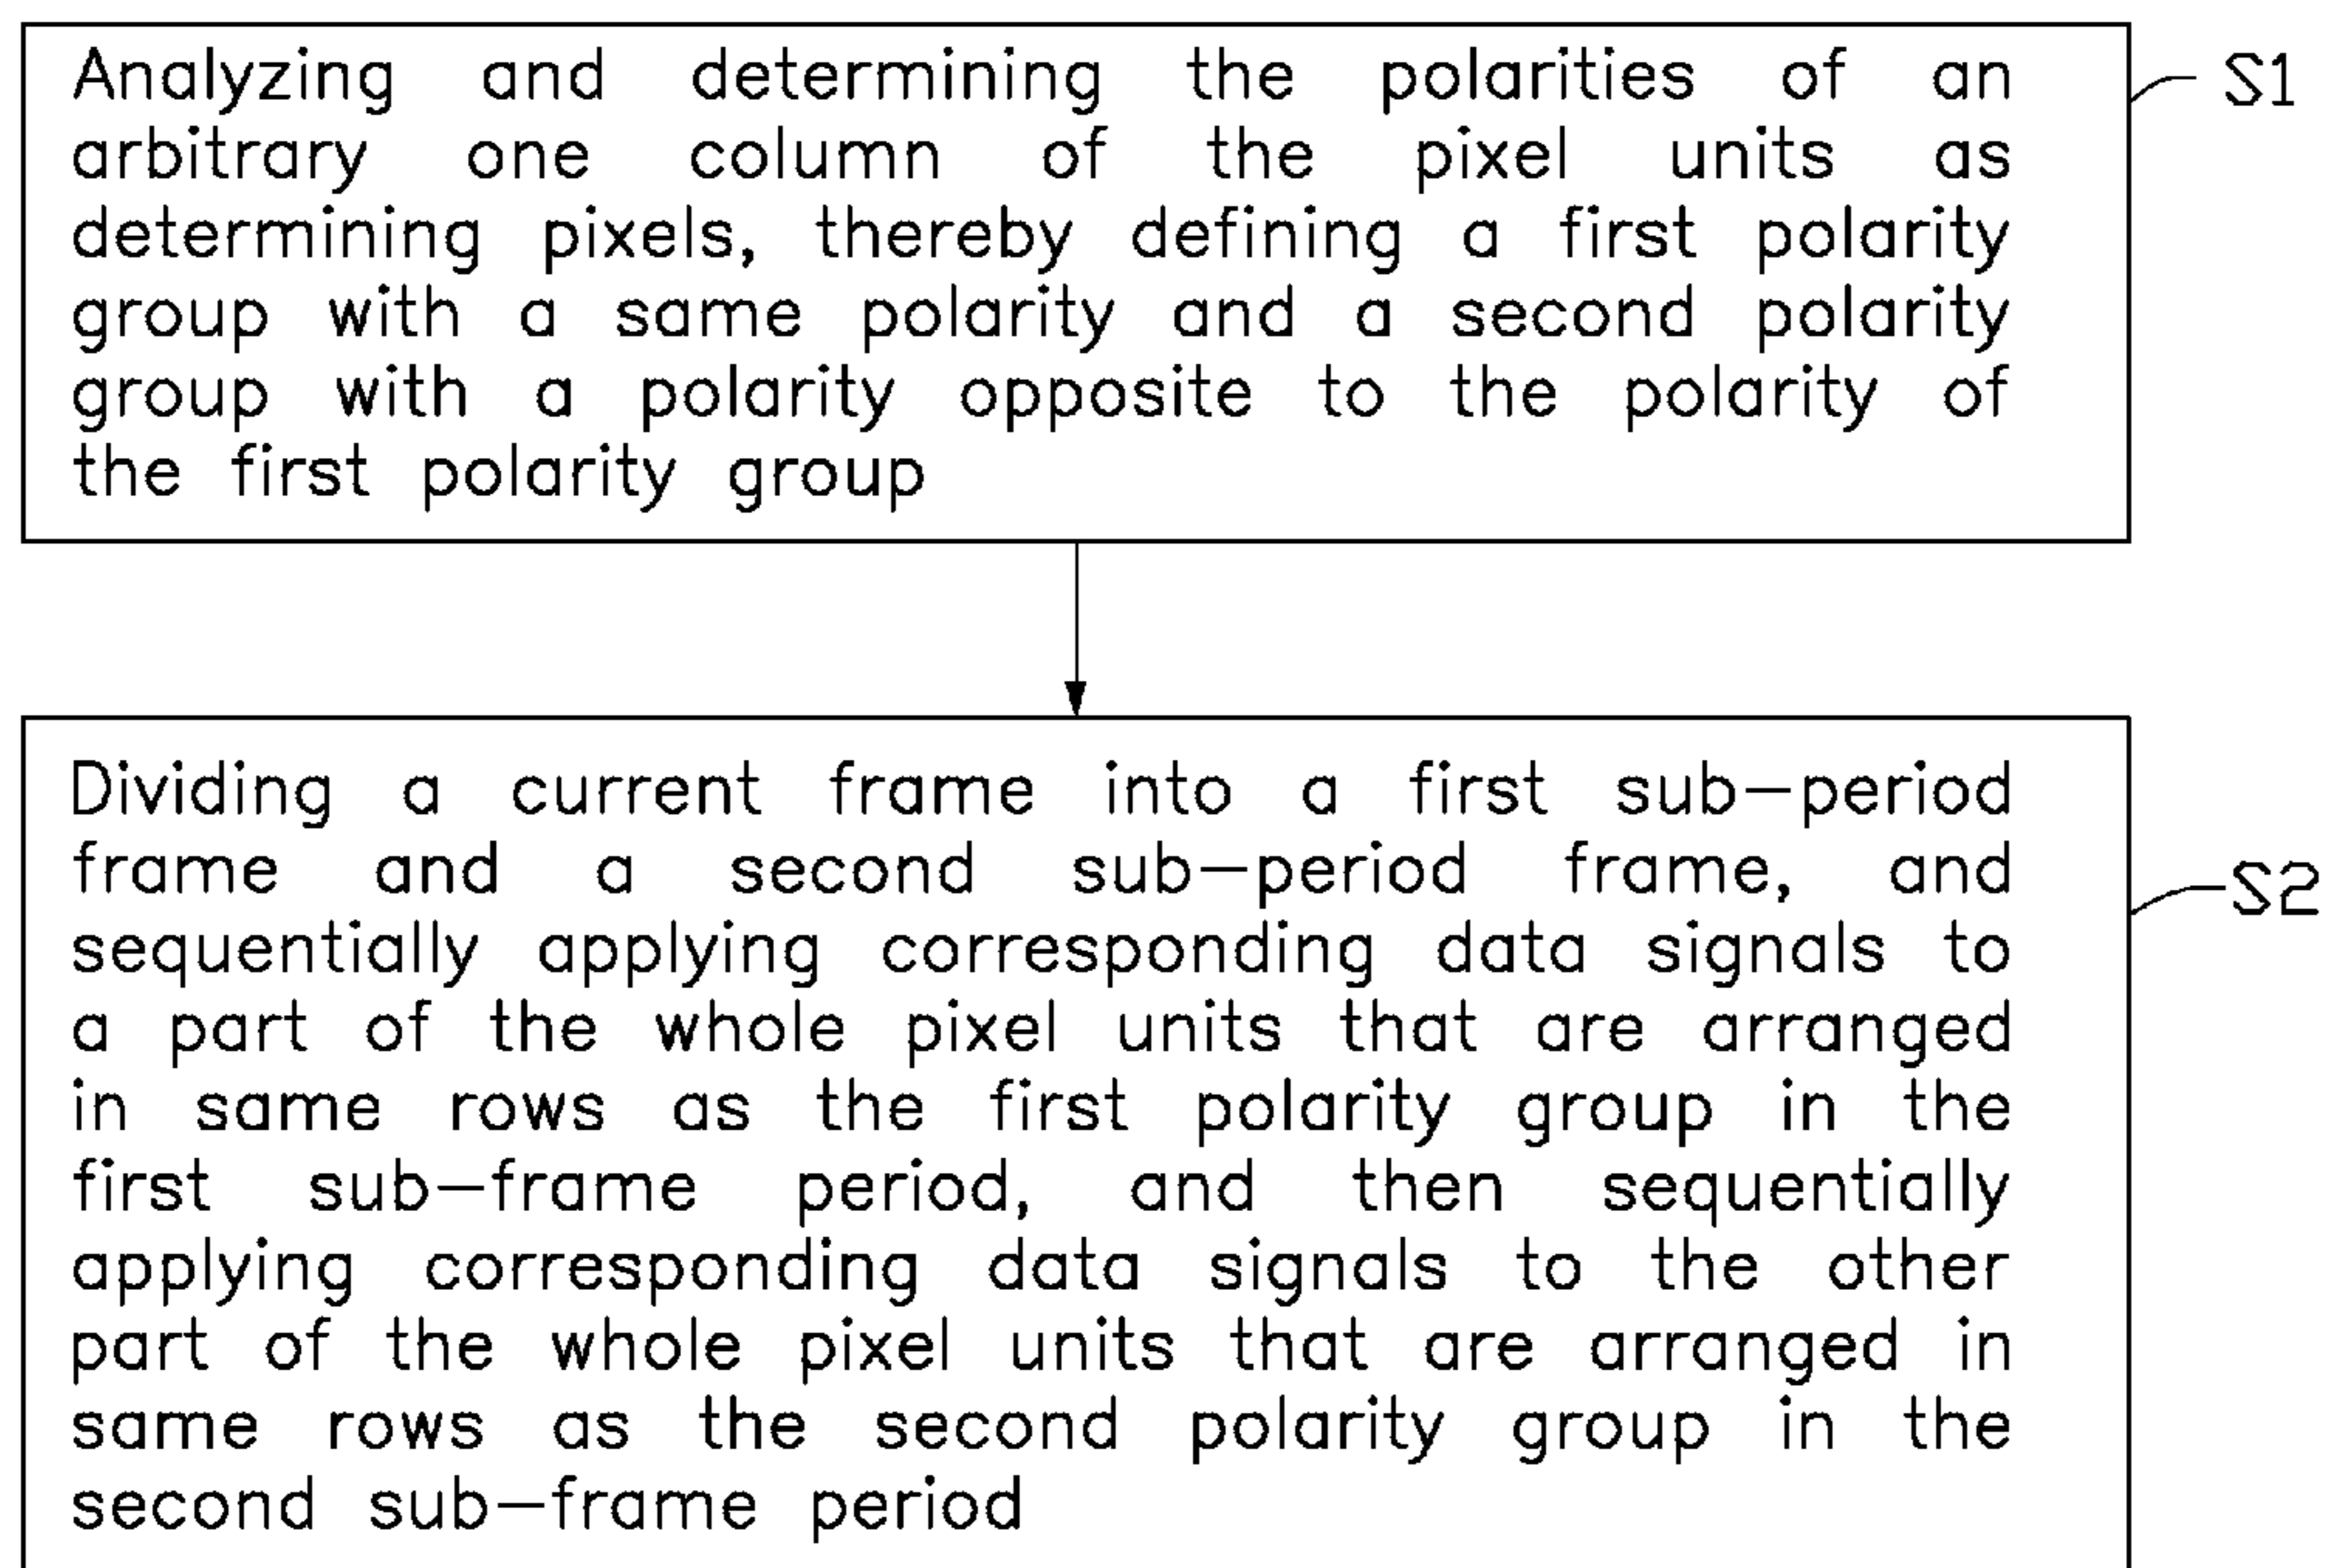 Analyzing and determining the polarities of an
arbitrary one column of the pixel units as
determining pixels, thereby defining a first polarity
group with a same polarity and a second polarity
group with a polarity opposite to the polarity of
the first polarity group
S1
Dividing a current frame into a first sub-period
frame and a second sub-period frame, and
sequentially applying corresponding data signals to
a part of the whole pixel units that are arranged
in same rows as the first polarity group in the
first sub-frame period, and then sequentially
applying corresponding data signals to the other
part of the whole pixel units that are arranged in
same rows as the second polarity group in the
second sub-frame period
S2